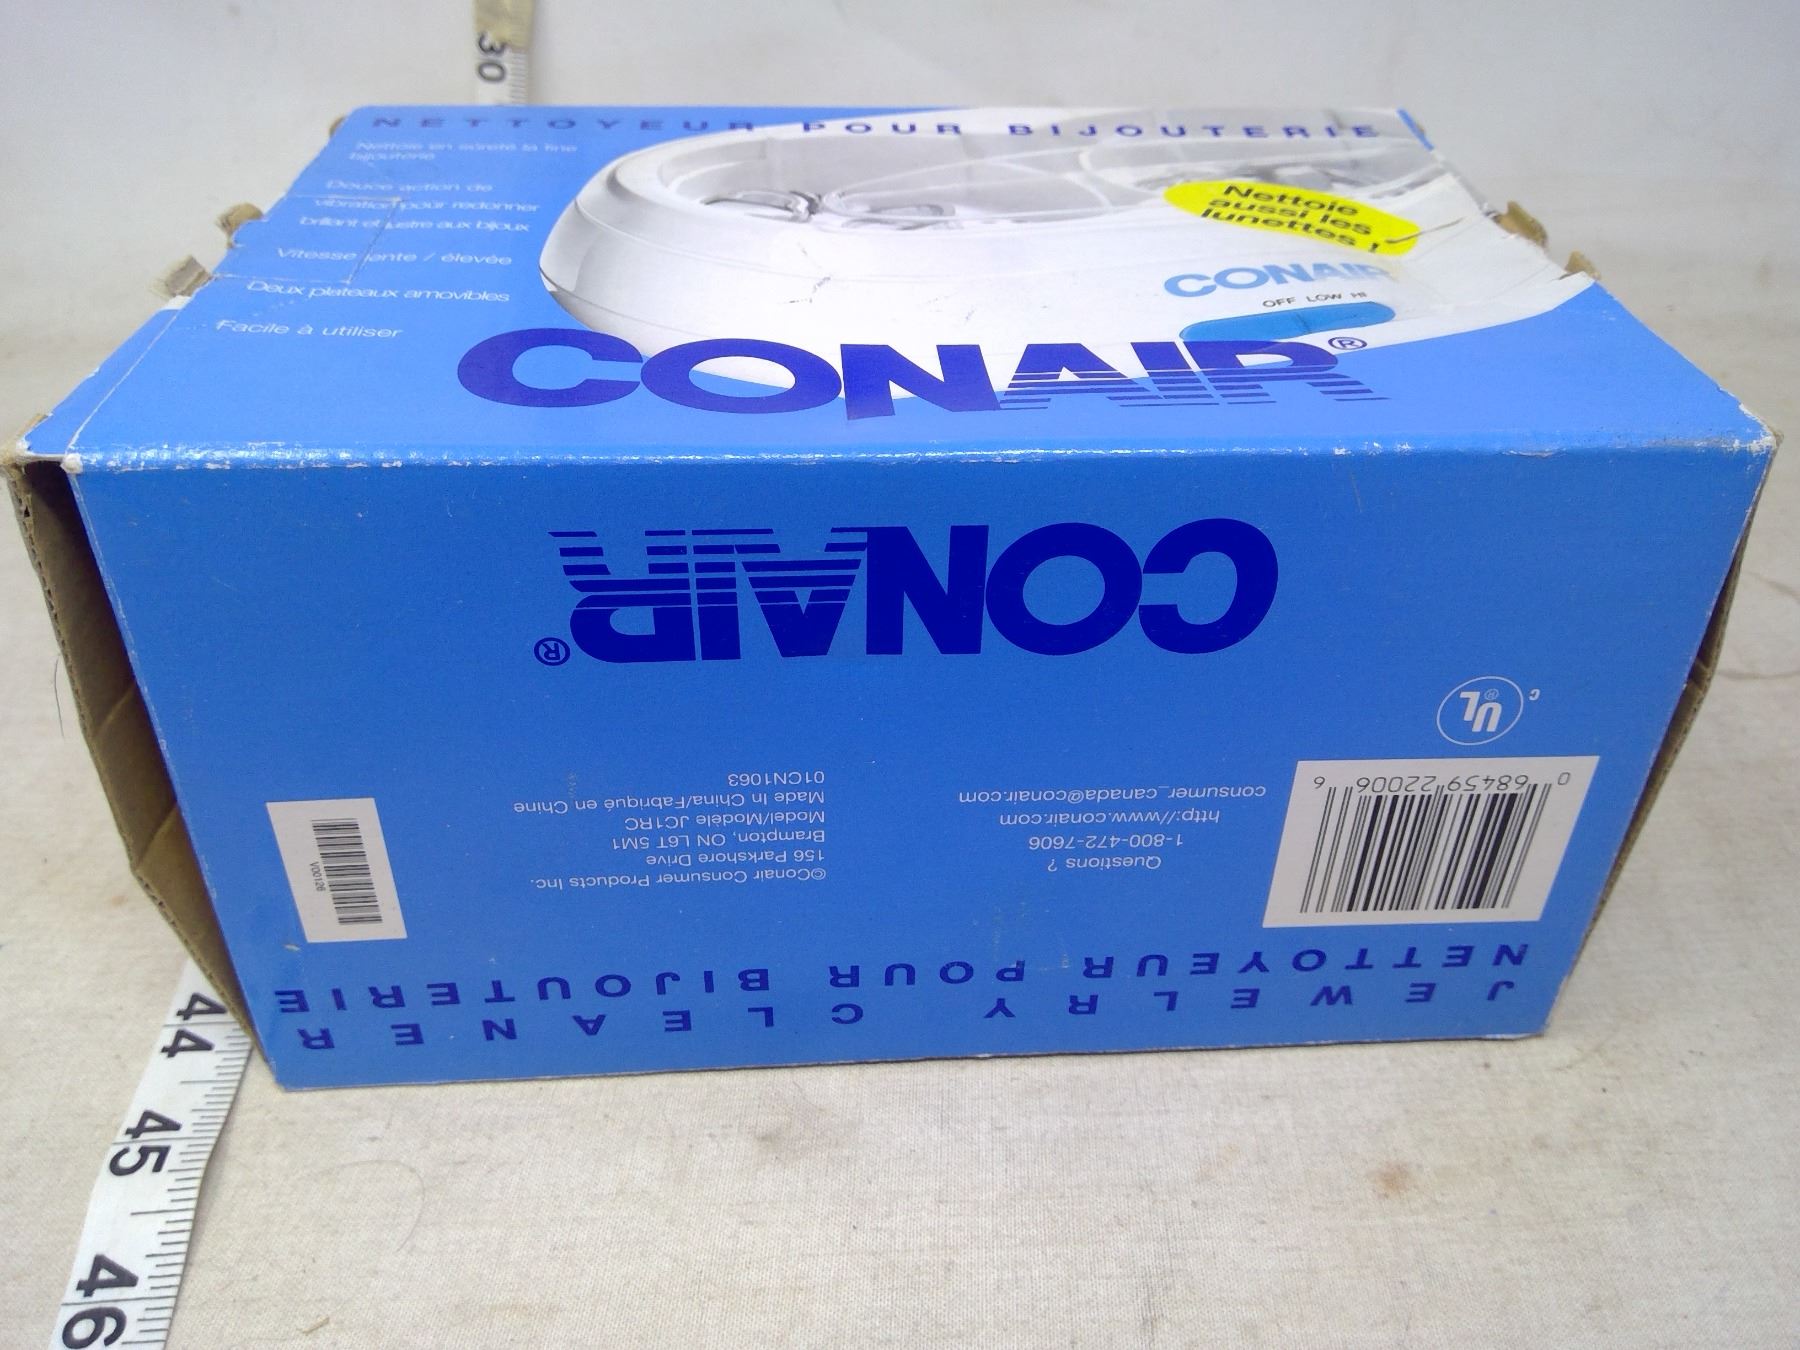 30
NETTOYEUR POUR BIJOUTERIE
Nettoie en sûreté la fine
bijouterie
Douce action de
vibration pour redonner
brillant et lustre aux bijoux
Vitesse lente / élevée
Deux plateaux amovibles
Facile à utiliser
Nettoie
aussi les
lunettes !
CONAIR
OFF LOW HI
CONAIR®
CONAIR®
c UL®
0 68459 22006 6
Questions ?
1-800-472-7606
http://www.conair.com
consumer_canada@conair.com
©Conair Consumer Products Inc.
156 Parkshore Drive
Brampton, ON L6T 5M1
Model/Modèle JC1RC
Made In China/Fabriqué en Chine
01CN1063
V00126
JEWELRY CLEANER
NETTOYEUR POUR BIJOUTERIE
44
45
46